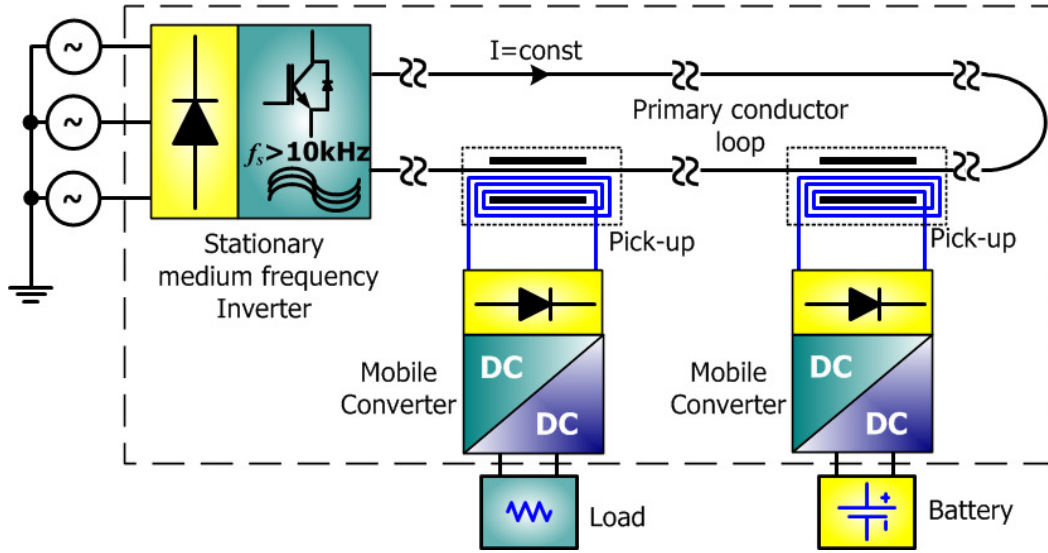 ~
~
~
fs>10kHz
Stationary
medium frequency
Inverter
I=const
Primary conductor
loop
Pick-up
Pick-up
Mobile
Converter
DC
DC
Mobile
Converter
DC
DC
Load
Battery